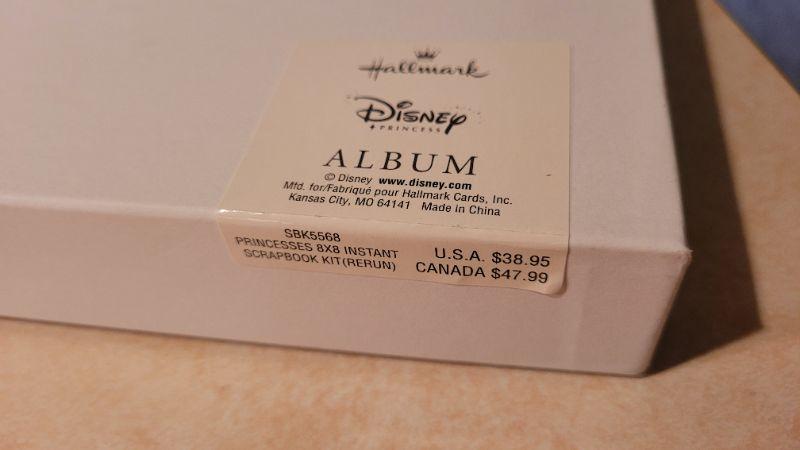 Hallmark
Disney
PRINCESS
ALBUM
© Disney www.disney.com
Mfd. for/Fabriqué pour Hallmark Cards, Inc.
Kansas City, MO 64141 Made in China
SBK5568
PRINCESSES 8X8 INSTANT
SCRAPBOOK KIT(RERUN)
U.S.A. $38.95
CANADA $47.99